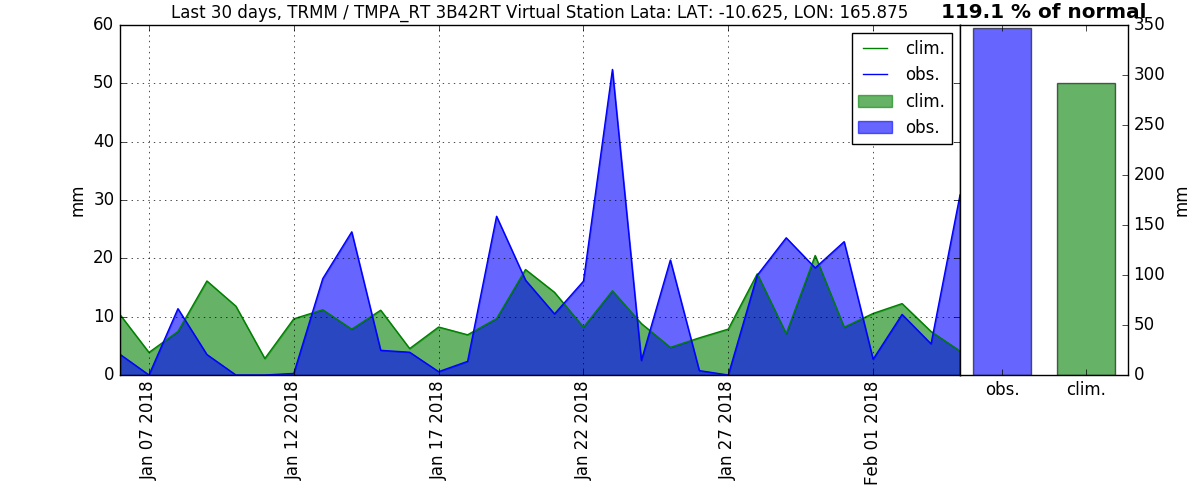 Last 30 days, TRMM / TMPA_RT 3B42RT Virtual Station Lata: LAT: -10.625, LON: 165.875
119.1 % of normal
60
50
40
30
20
10
0
mm
clim.
obs.
clim.
obs.
350
300
250
200
150
100
50
0
mm
Jan 07 2018
Jan 12 2018
Jan 17 2018
Jan 22 2018
Jan 27 2018
Feb 01 2018
obs.
clim.